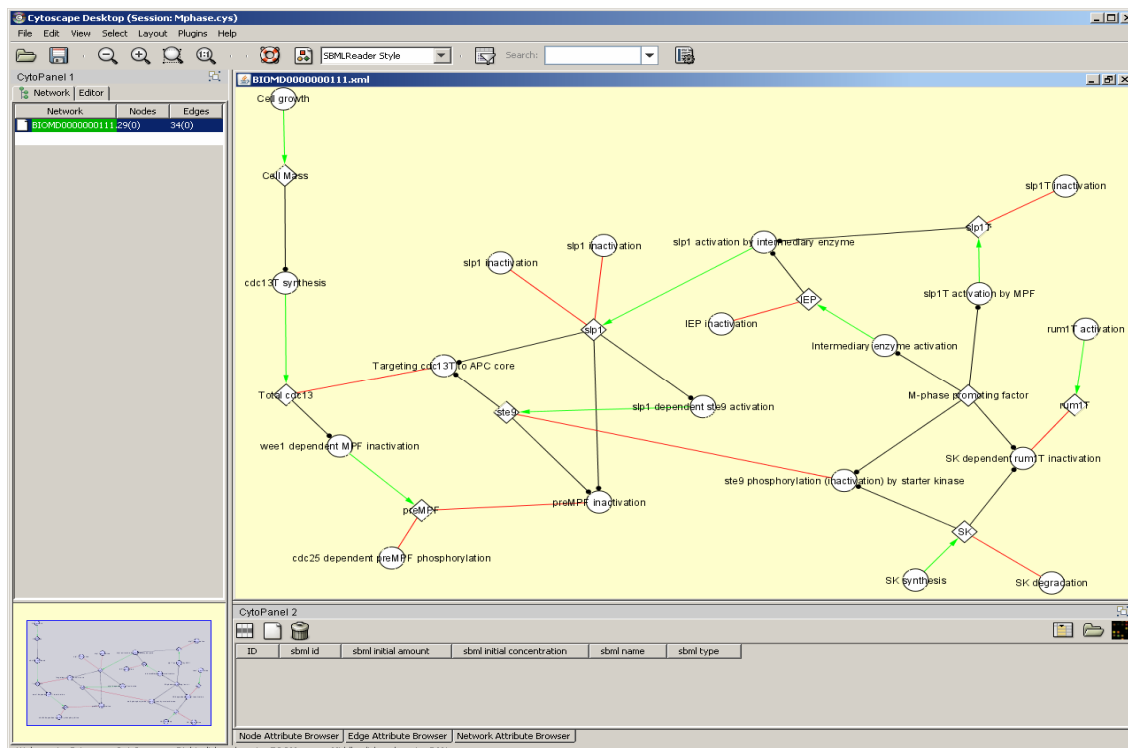 Cytoscape Desktop (Session: Mphase.cys)
File Edit View Select Layout Plugins Help
SBMLReader Style
Search:
CytoPanel 1
Network Editor
Network Nodes Edges
BIOMD0000000111. 29(0) 34(0)
BIOMD0000000111.xml
Cell growth
Cell Mass
slp1T inactivation
slp1T
slp1 inactivation
slp1 activation by intermediary enzyme
slp1 inactivation
cdc13T synthesis
slp1T activation by MPF
IEP
IEP inactivation
rum1T activation
slp1
Intermediary enzyme activation
Targeting cdc13T to APC core
Total cdc13
M-phase promoting factor
rum1T
ste9
slp1 dependent ste9 activation
wee1 dependent MPF inactivation
SK dependent rum1T inactivation
ste9 phosphorylation (inactivation) by starter kinase
preMPF
preMPF inactivation
SK
cdc25 dependent preMPF phosphorylation
SK synthesis
SK degradation
CytoPanel 2
ID sbml id sbml initial amount sbml initial concentration sbml name sbml type
Node Attribute Browser Edge Attribute Browser Network Attribute Browser